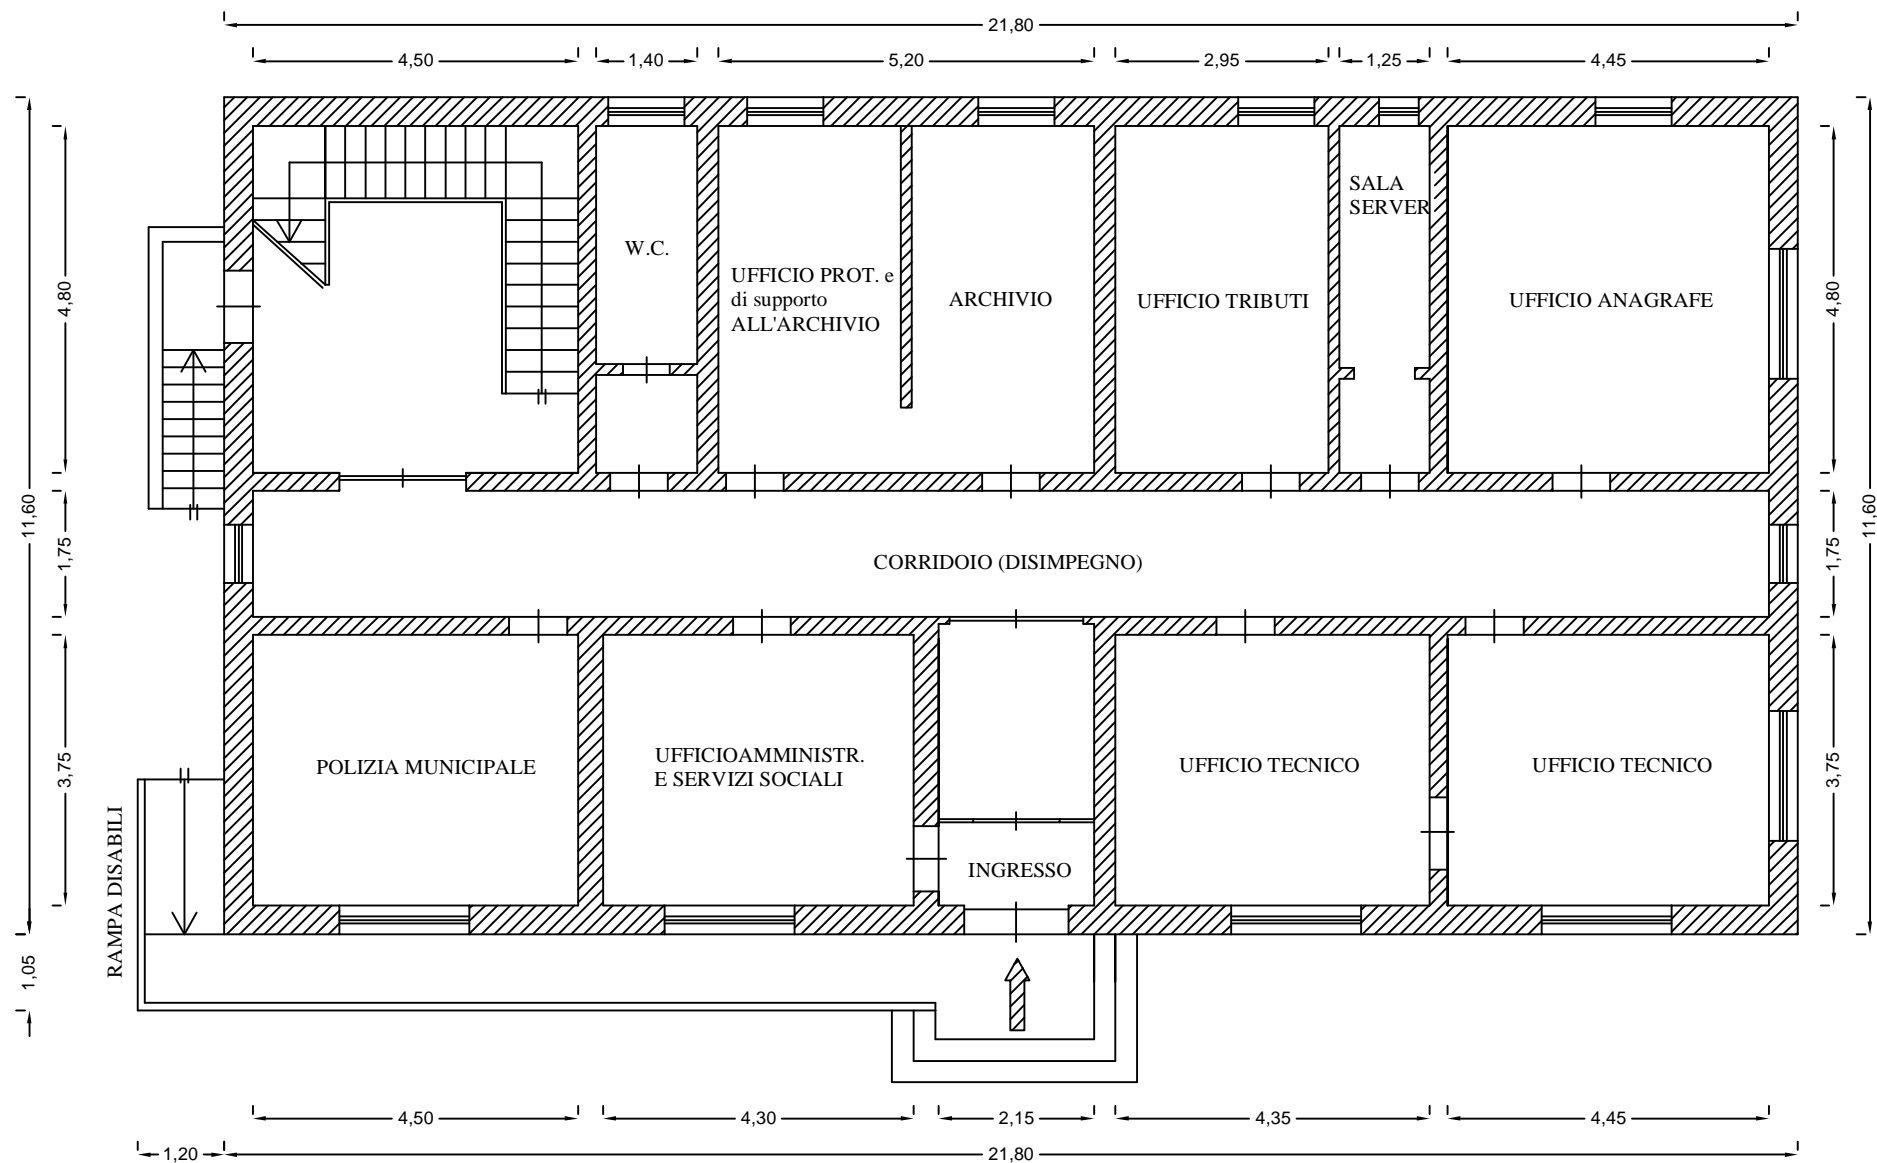 21,80
4,50
1,40
5,20
2,95
1,25
4,45
4,80
11,60
1,75
3,75
1,05
SALA
SERVER
W.C.
UFFICIO PROT. e
di supporto
ALL'ARCHIVIO
ARCHIVIO
UFFICIO TRIBUTI
UFFICIO ANAGRAFE
4,80
1,75
11,60
3,75
CORRIDOIO (DISIMPEGNO)
POLIZIA MUNICIPALE
UFFICIOAMMINISTR.
E SERVIZI SOCIALI
UFFICIO TECNICO
UFFICIO TECNICO
INGRESSO
RAMPA DISABILI
4,50
4,30
2,15
4,35
4,45
1,20
21,80